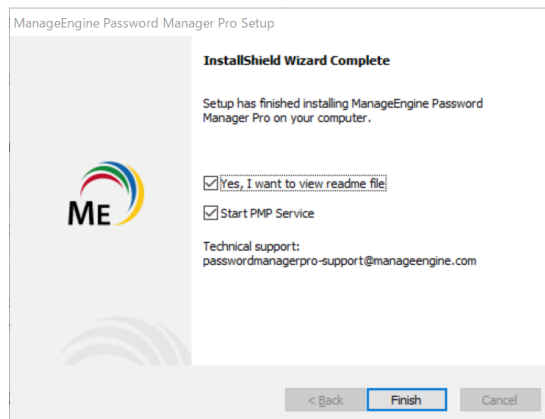 ManageEngine Password Manager Pro Setup
InstallShield Wizard Complete
Setup has finished installing ManageEngine Password
Manager Pro on your computer.
Yes, I want to view readme file
Start PMP Service
Technical support:
passwordmanagerpro-support@manageengine.com
ME
< Back
Finish
Cancel